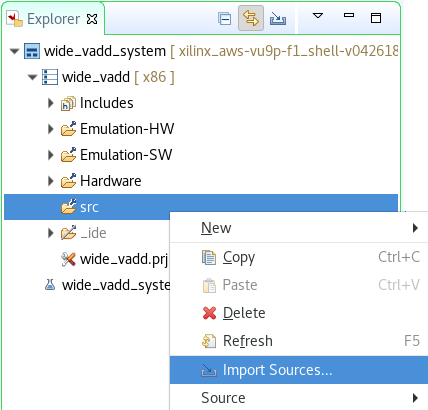 Explorer
wide_vadd_system [ xilinx_aws-vu9p-f1_shell-v042618
wide_vadd [ x86 ]
Includes
Emulation-HW
Emulation-SW
Hardware
src
_ide
wide_vadd.prj
wide_vadd_syste
New
Copy Ctrl+C
Paste Ctrl+V
Delete
Refresh F5
Import Sources...
Source